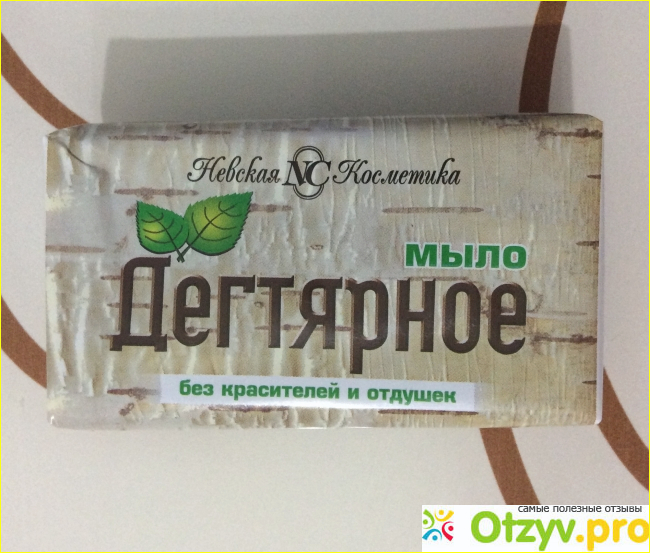 Невская NC Косметика
мыло
Дегтярное
без красителей и отдушек
самые полезные отзывы
Otzyv.pro